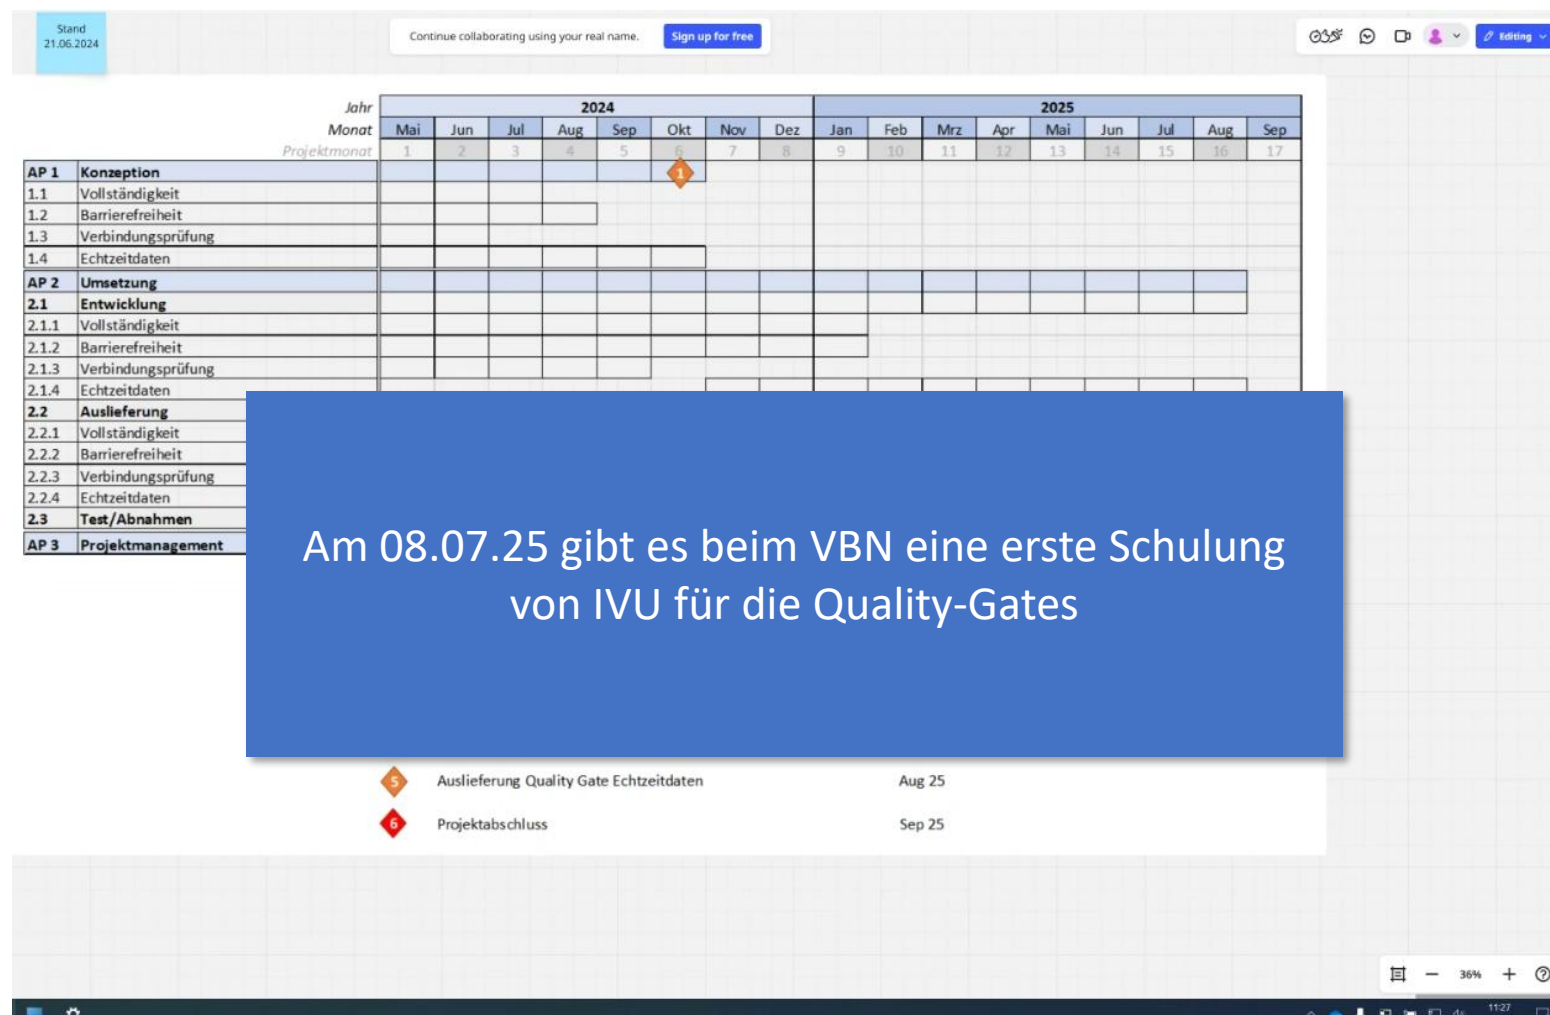 Stand
21.06.2024
Continue collaborating using your real name. Sign up for free
Editing
Jahr 2024 2025
Monat Mai Jun Jul Aug Sep Okt Nov Dez Jan Feb Mrz Apr Mai Jun Jul Aug Sep
Projektmonat 1 2 3 4 5 6 7 8 9 10 11 12 13 14 15 16 17
AP 1 Konzeption 1
1.1 Vollständigkeit
1.2 Barrierefreiheit
1.3 Verbindungsprüfung
1.4 Echtzeitdaten
AP 2 Umsetzung
2.1 Entwicklung
2.1.1 Vollständigkeit
2.1.2 Barrierefreiheit
2.1.3 Verbindungsprüfung
2.1.4 Echtzeitdaten
2.2 Auslieferung
2.2.1 Vollständigkeit
2.2.2 Barrierefreiheit
2.2.3 Verbindungsprüfung
2.2.4 Echtzeitdaten
2.3 Test/Abnahmen
AP 3 Projektmanagement
Am 08.07.25 gibt es beim VBN eine erste Schulung
von IVU für die Quality-Gates
5 Auslieferung Quality Gate Echtzeitdaten Aug 25
6 Projektabschluss Sep 25
36%
11:27